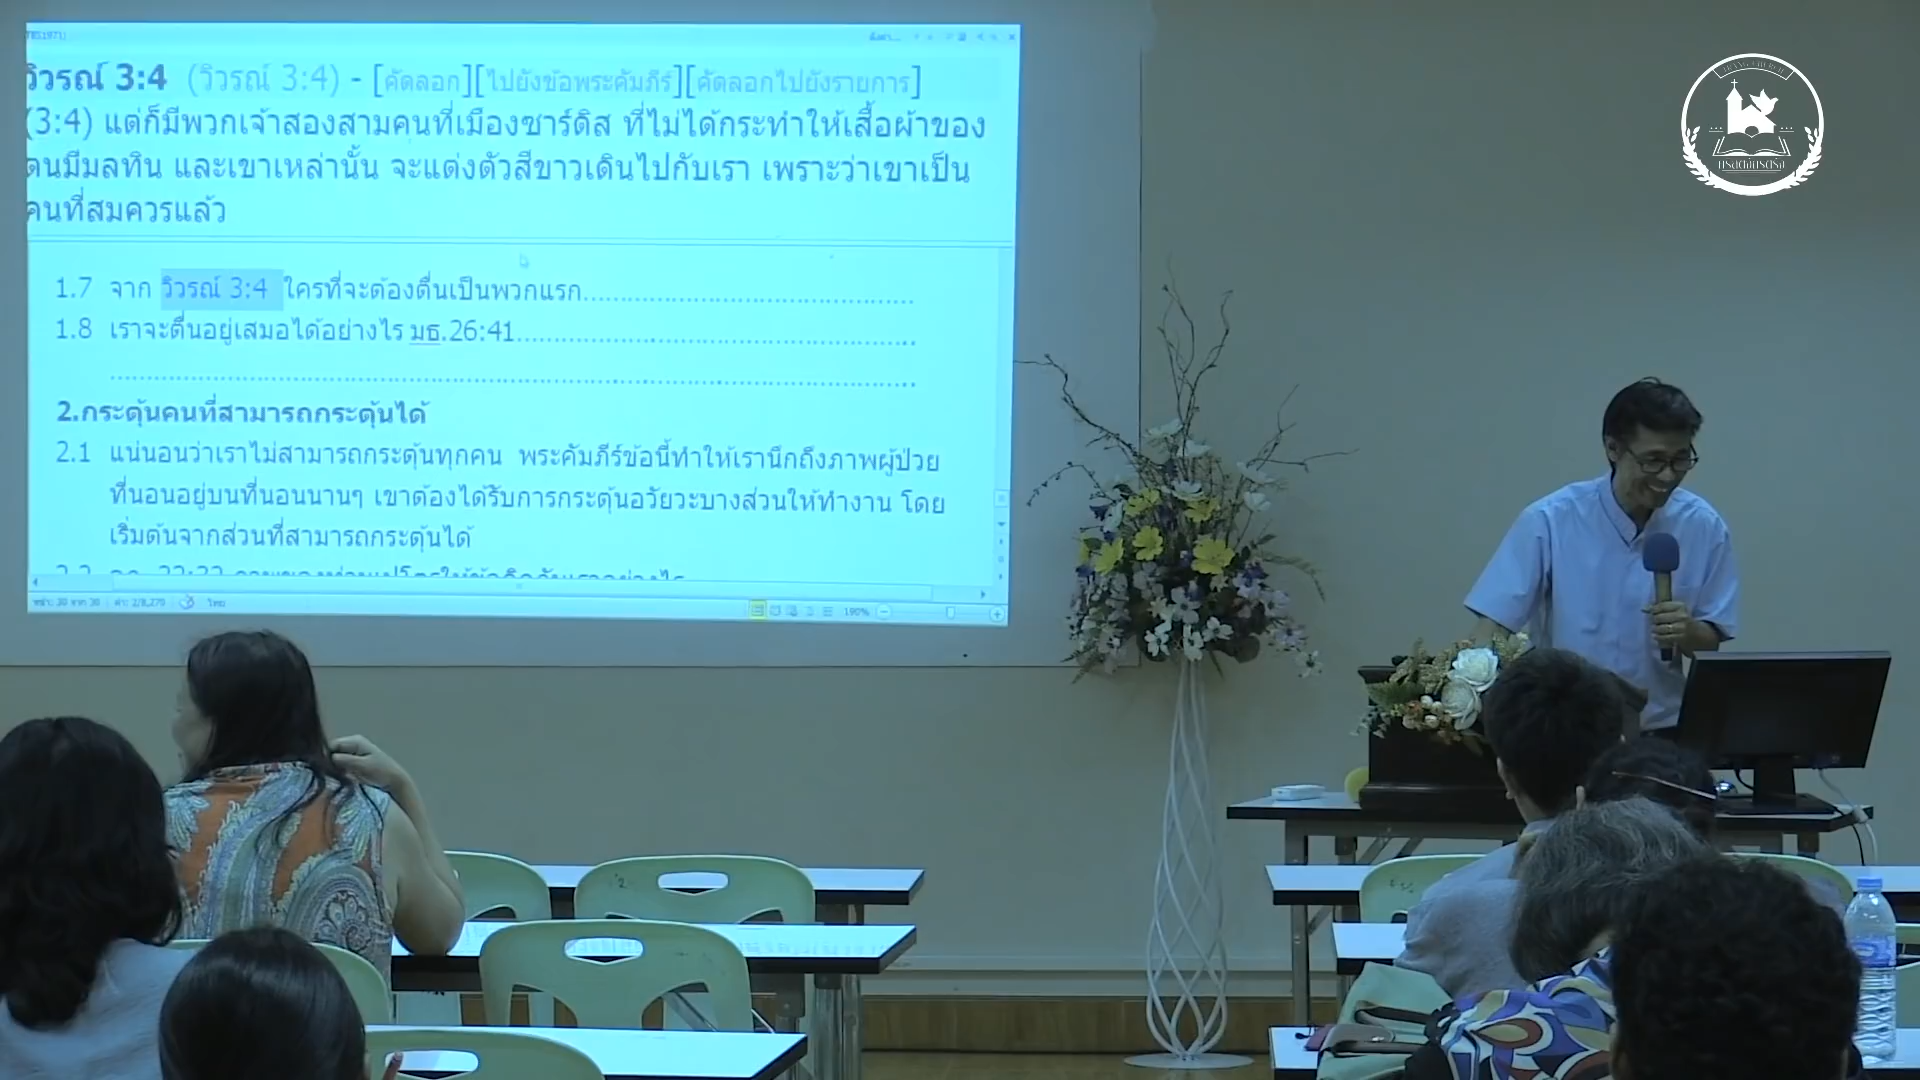 TBS1971)
วิวรณ์ 3:4 (วิวรณ์ 3:4) - [คัดลอก][ไปยังข้อพระคัมภีร์][คัดลอกไปยังรายการ]
(3:4) แต่ก็มีพวกเจ้าสองสามคนที่เมืองซาร์ดิส ที่ไม่ได้กระทำให้เสื้อผ้าของ
ตนมีมลทิน และเขาเหล่านั้น จะแต่งตัวสีขาวเดินไปกับเรา เพราะว่าเขาเป็น
คนที่สมควรแล้ว
1.7 จาก วิวรณ์ 3:4 ใครที่จะต้องตื่นเป็นพวกแรก
1.8 เราจะตื่นอยู่เสมอได้อย่างไร มธ.26:41
2.กระตุ้นคนที่สามารถกระตุ้นได้
2.1 แน่นอนว่าเราไม่สามารถกระตุ้นทุกคน พระคัมภีร์ข้อนี้ทำให้เรานึกถึงภาพผู้ป่วย
ที่นอนอยู่บนที่นอนนานๆ เขาต้องได้รับการกระตุ้นอวัยวะบางส่วนให้ทำงาน โดย
เริ่มต้นจากส่วนที่สามารถกระตุ้นได้
หน้า: 30 จาก 30 คำ: 2/8,270 ไทย 190%